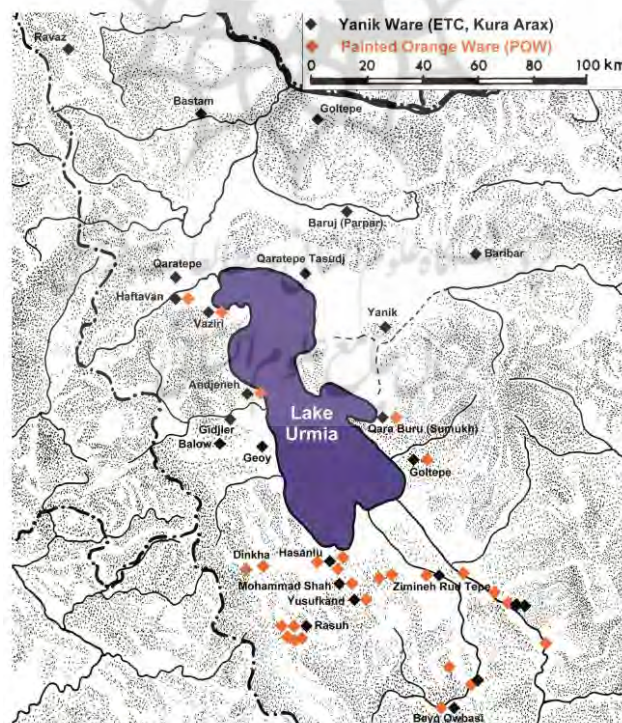 Yanik Ware (ETC, Kura Arax)
Painted Orange Ware (POW)
0 20 40 60 80 100 km
Ravaz
Bastam
Goltepe
Baruj (Parpar)
Baribar
Qaratepe
Qaratepe Tasudj
Haftavan
Vaziri
Yanik
Andjeneh
Lake
Urmia
Gidjler
Balow
Geoy
Qara Buru (Sumukh)
Goltepe
Dinkha
Hasanlu
Mohammad Shah
Zimineh Rud Tepe
Yusufkand
Rasuh